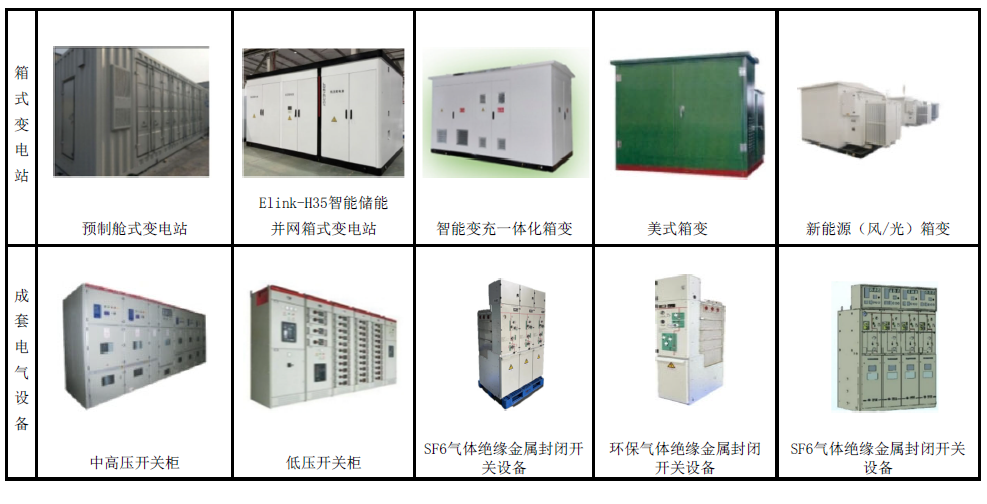 箱式变电站
预制舱式变电站
Elink-H35智能储能
并网箱式变电站
智能变充一体化箱变
美式箱变
新能源（风/光）箱变
成套电气设备
中高压开关柜
低压开关柜
SF6气体绝缘金属封闭开
关设备
环保气体绝缘金属封闭
开关设备
SF6气体绝缘金属封闭开关
设备